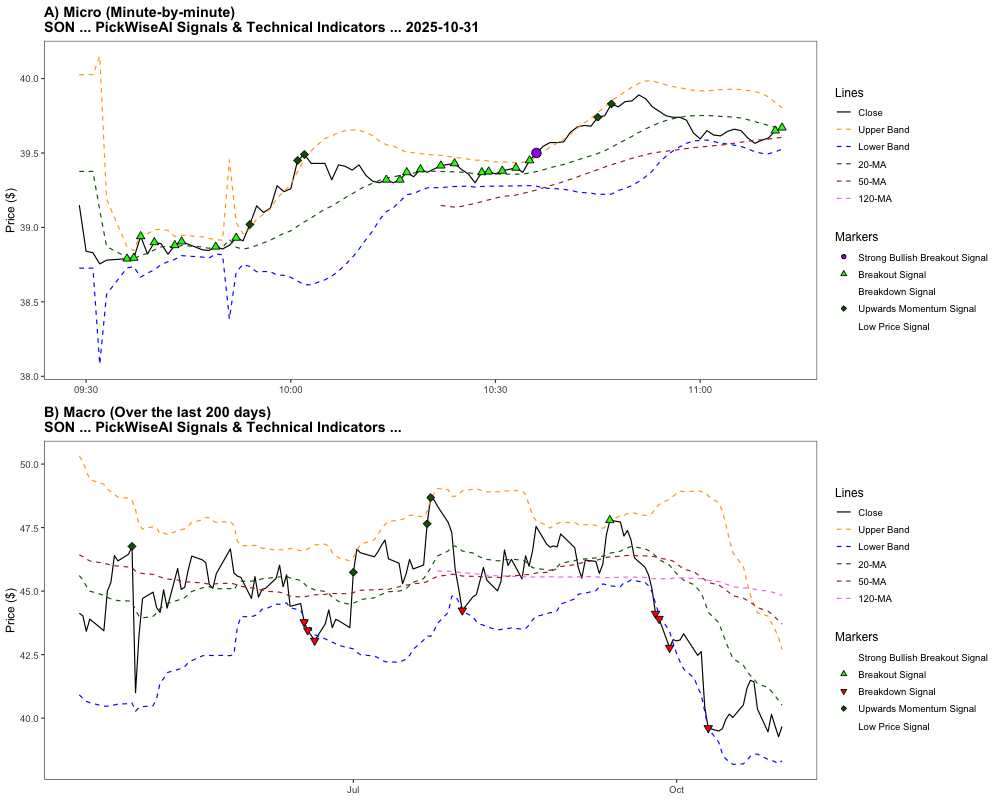 A) Micro (Minute-by-minute)
SON ... PickWiseAI Signals & Technical Indicators ... 2025-10-31
Price ($)
40.0
39.5
39.0
38.5
38.0
09:30
10:00
10:30
11:00
Lines
Close
Upper Band
Lower Band
20-MA
50-MA
120-MA
Markers
Strong Bullish Breakout Signal
Breakout Signal
Breakdown Signal
Upwards Momentum Signal
Low Price Signal
B) Macro (Over the last 200 days)
SON ... PickWiseAI Signals & Technical Indicators ...
Price ($)
50.0
47.5
45.0
42.5
40.0
Jul
Oct
Lines
Close
Upper Band
Lower Band
20-MA
50-MA
120-MA
Markers
Strong Bullish Breakout Signal
Breakout Signal
Breakdown Signal
Upwards Momentum Signal
Low Price Signal